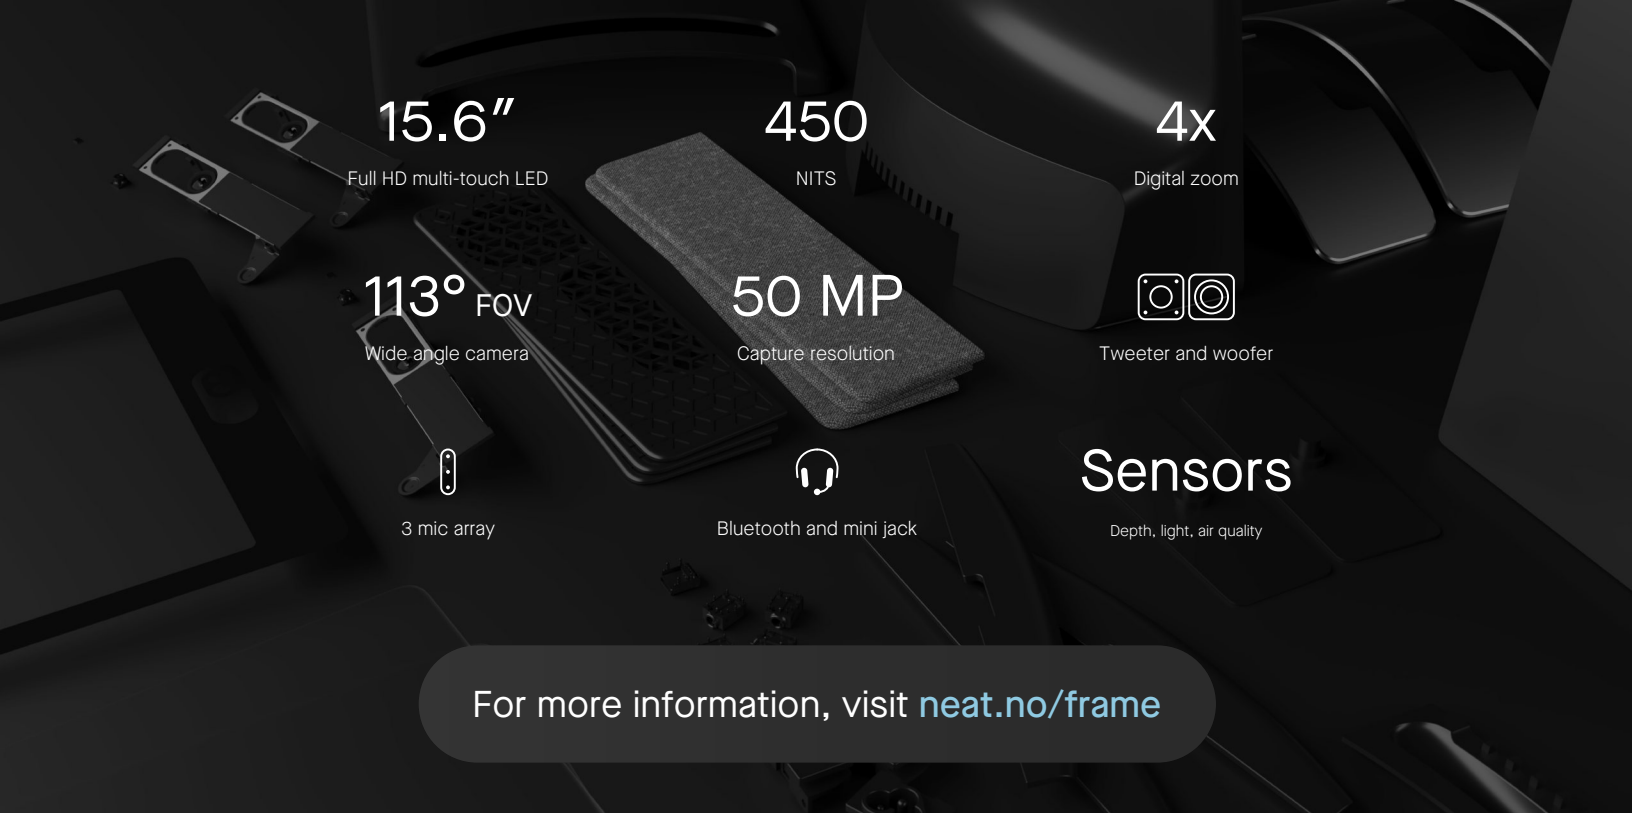 15.6″
450
4x
Full HD multi-touch LED
NITS
Digital zoom
113° FOV
50 MP
Wide angle camera
Capture resolution
Tweeter and woofer
Sensors
3 mic array
Bluetooth and mini jack
Depth, light, air quality
For more information, visit neat.no/frame